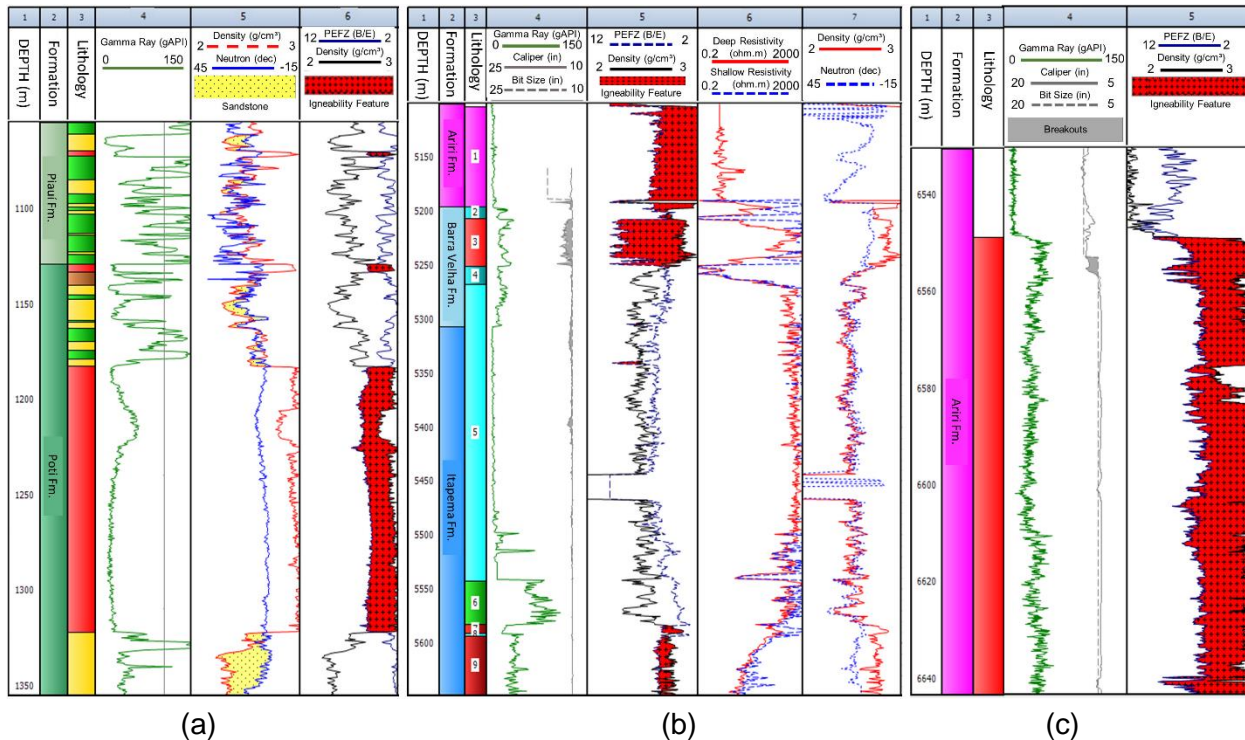 1 2 3 4 5 6
DEPTH (m)
Formation
Lithology
Gamma Ray (gAPI)
0 150
Density (g/cm³)
2 3
Neutron (dec)
45 -15
Sandstone
PEFZ (B/E)
12 2
Density (g/cm³)
2 3
Igneability Feature
Piauí Fm.
Poti Fm.
1100
1150
1200
1250
1300
1350
(a)
1 2 3 4 5 6 7
DEPTH (m)
Formation
Lithology
Gamma Ray (gAPI)
0 150
Caliper (in)
25 10
Bit Size (in)
25 10
PEFZ (B/E)
12 2
Density (g/cm³)
2 3
Igneability Feature
Deep Resistivity
0.2 (ohm.m) 2000
Shallow Resistivity
0.2 (ohm.m) 2000
Density (g/cm³)
2 3
Neutron (dec)
45 -15
Ariri Fm.
Barra Velha Fm.
Itapema Fm.
5150
5200
5250
5300
5350
5400
5450
5500
5550
5600
1
2
3
4
5
6
7
8
9
(b)
1 2 3 4 5
DEPTH (m)
Formation
Lithology
Gamma Ray (gAPI)
0 150
Caliper (in)
20 5
Bit Size (in)
20 5
Breakouts
PEFZ (B/E)
12 2
Density (g/cm³)
2 3
Igneability Feature
Ariri Fm.
5540
5560
6580
6600
6620
6640
(c)